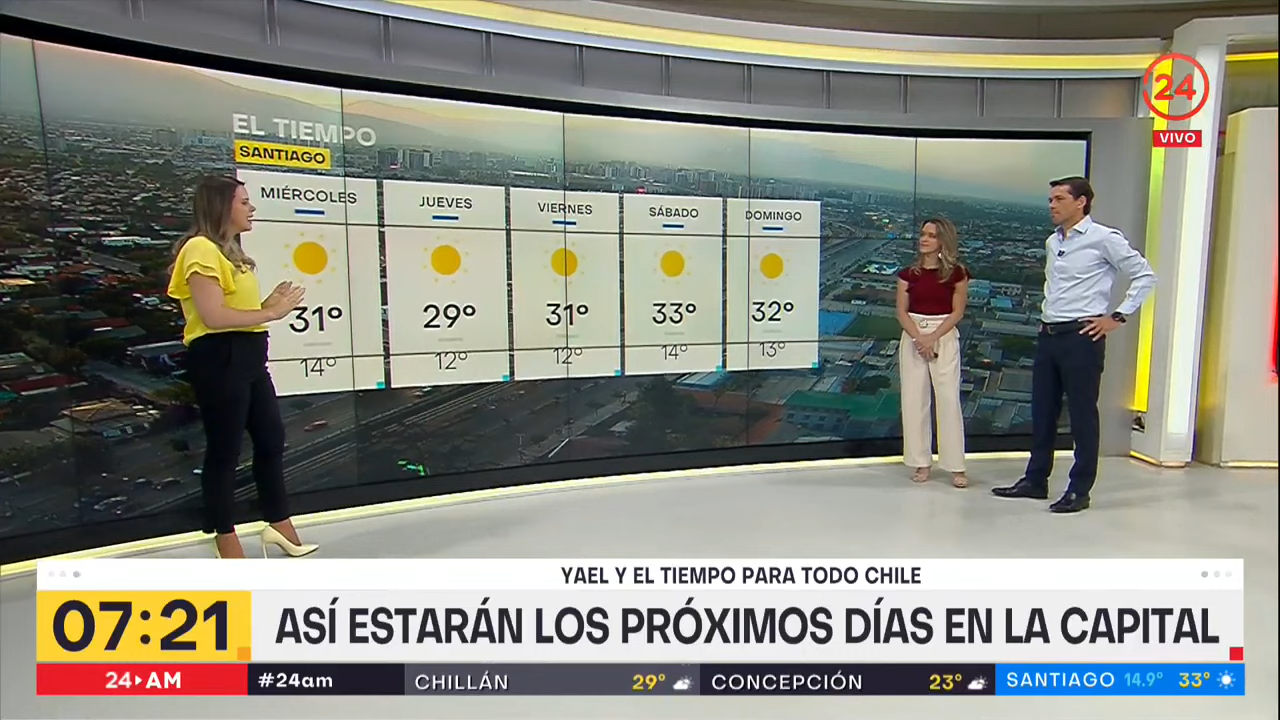 24
VIVO
EL TIEMPO
SANTIAGO
MIÉRCOLES
31°
14°
JUEVES
29°
12°
VIERNES
31°
12°
SÁBADO
33°
14°
DOMINGO
32°
13°
YAEL Y EL TIEMPO PARA TODO CHILE
07:21
ASÍ ESTARÁN LOS PRÓXIMOS DÍAS EN LA CAPITAL
24 AM #24am CHILLÁN 29° CONCEPCIÓN 23° SANTIAGO 14.9° 33°